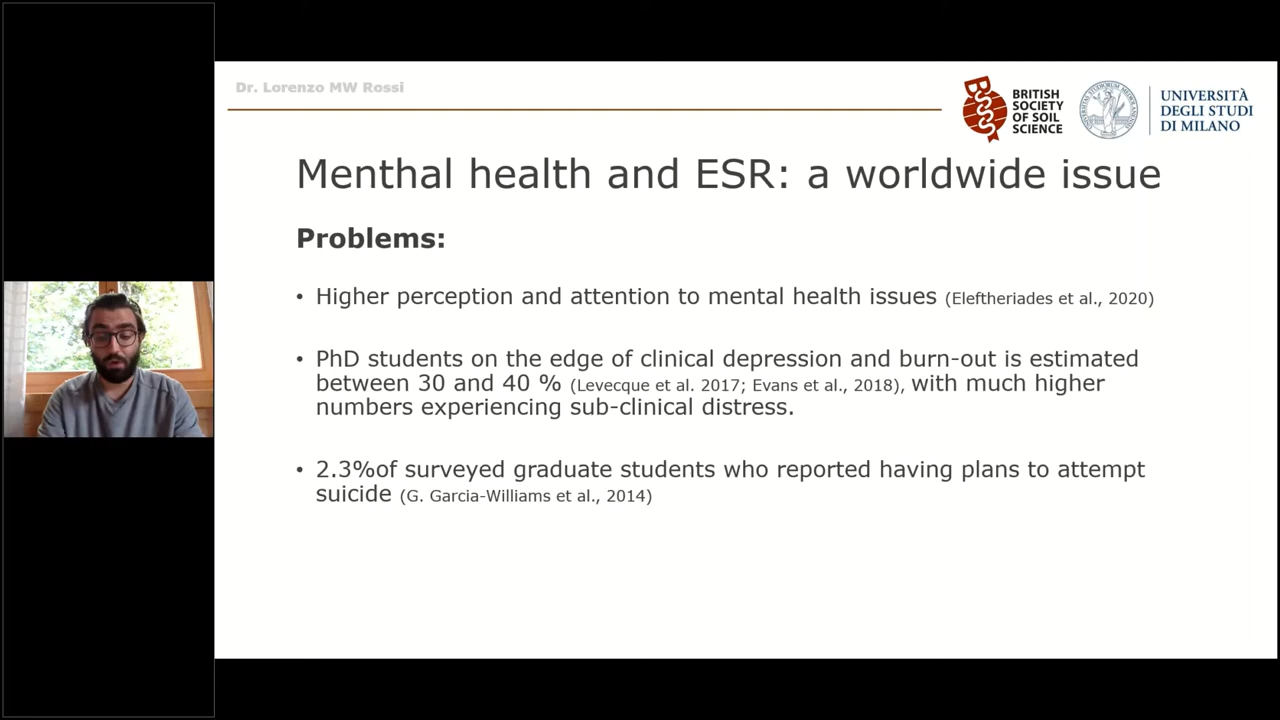 Dr. Lorenzo MW Rossi
BRITISH
SOCIETY
OF SOIL
SCIENCE
UNIVERSITÀ
DEGLI STUDI
DI MILANO
Menthal health and ESR: a worldwide issue
Problems:
• Higher perception and attention to mental health issues (Eleftheriades et al., 2020)
• PhD students on the edge of clinical depression and burn-out is estimated
between 30 and 40 % (Levecque et al. 2017; Evans et al., 2018), with much higher
numbers experiencing sub-clinical distress.
• 2.3%of surveyed graduate students who reported having plans to attempt
suicide (G. Garcia-Williams et al., 2014)